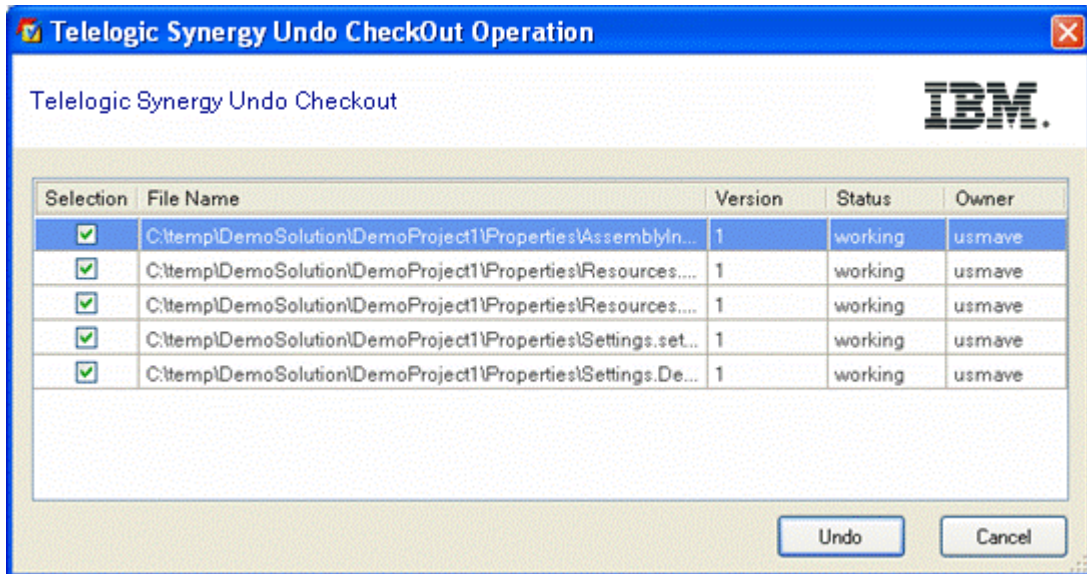 Telelogic Synergy Undo CheckOut Operation
Telelogic Synergy Undo Checkout
IBM.
Selection File Name Version Status Owner
C:\temp\DemoSolution\DemoProject1\Properties\AssemblyIn... 1 working usmave
C:\temp\DemoSolution\DemoProject1\Properties\Resources.... 1 working usmave
C:\temp\DemoSolution\DemoProject1\Properties\Resources.... 1 working usmave
C:\temp\DemoSolution\DemoProject1\Properties\Settings.set... 1 working usmave
C:\temp\DemoSolution\DemoProject1\Properties\Settings.De... 1 working usmave
Undo Cancel